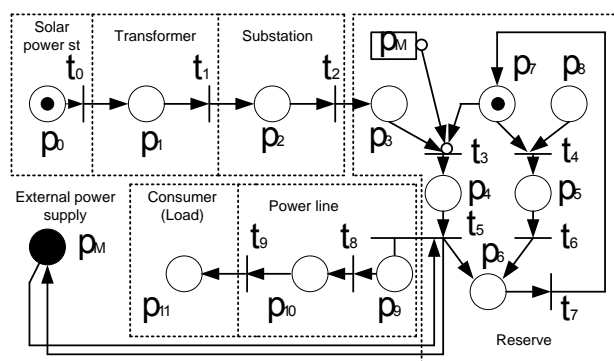 Solar
power st
Transformer
Substation
t0
t1
t2
p0
p1
p2
p3
pM
p7
p8
t3
t4
p4
p5
External power
supply
pM
Consumer
(Load)
Power line
t9
t8
t5
t6
p11
p10
p9
p6
t7
Reserve